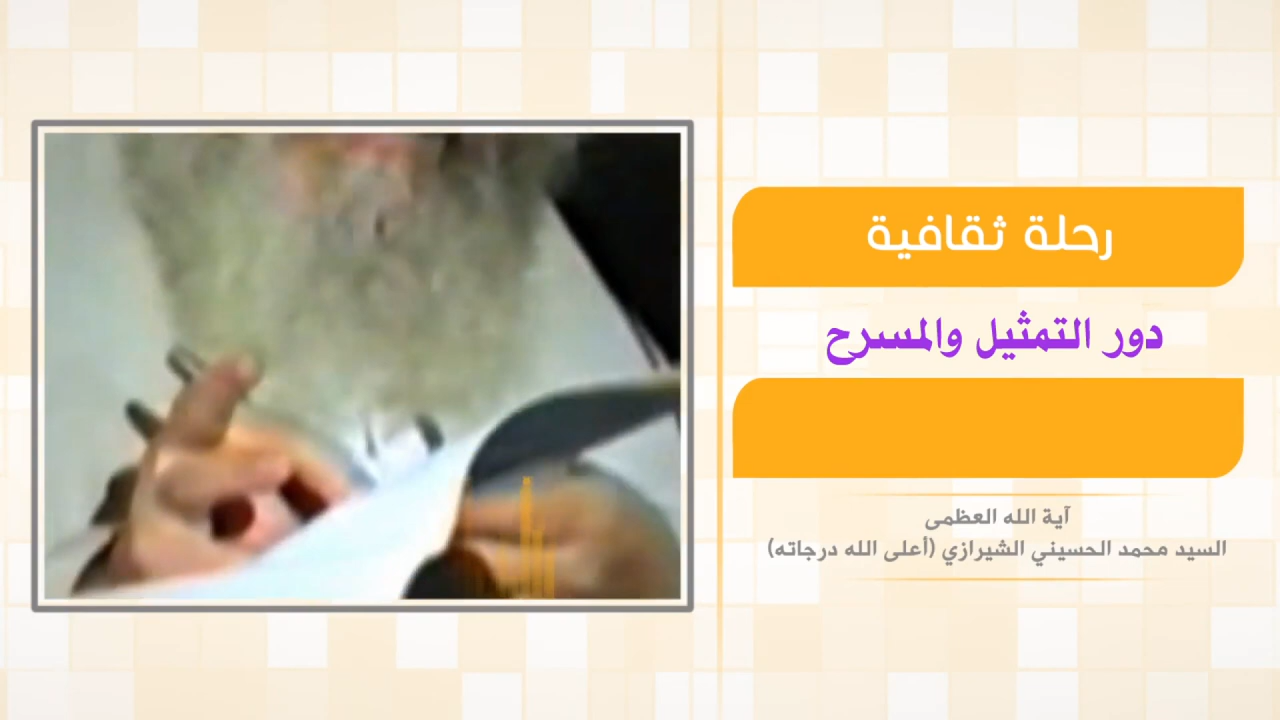 رحلة ثقافية
دور التمثيل والمسرح
آية الله العظمى
السيد محمد الحسيني الشيرازي (أعلى الله درجاته)